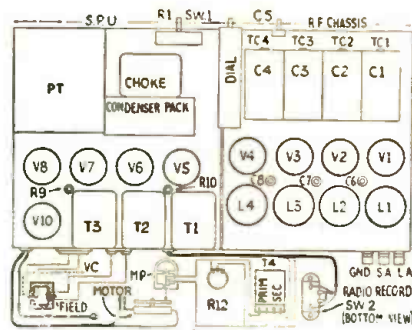 S.P.U R1 SW.1 C5 R.F CHASSIS
TC4 TC3 TC2 TC1
DIAL
C4 C3 C2 C1
PT
CHOKE
CONDENSER PACK
V8 V7 V6 V5 V4 V3 V2 V1
R9 R10 C8 C7 C6
V10 T3 T2 T1 L4 L3 L2 L1
GND S.A L.A
VC MP T4
FIELD MOTOR R12 PRIM SEC
RADIO RECORD
SW 2
(BOTTOM VIEW)